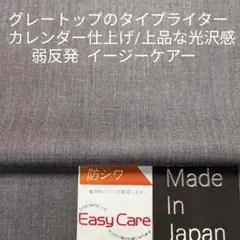 グレートップのタイプライター
カレンダー仕上げ/上品な光沢感
弱反発 イージーケアー
防シワ
Easy Care
Made
In
Japan